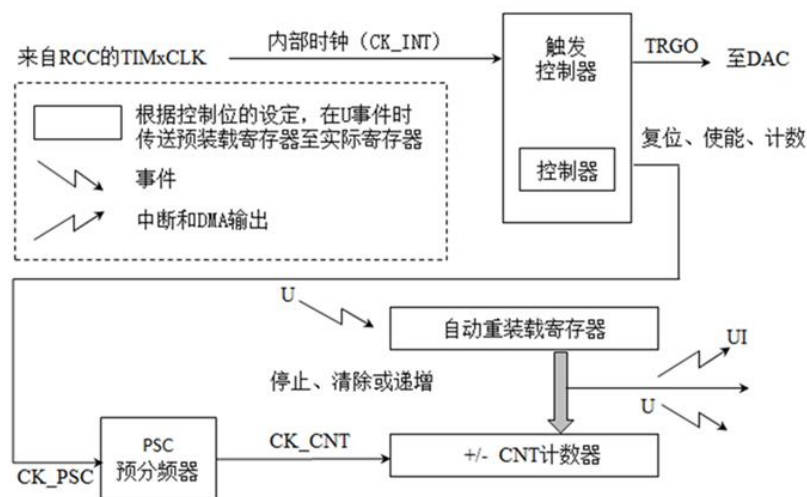 来自RCC的TIMxCLK
内部时钟（CK_INT）
触发
控制器
TRGO
至DAC
根据控制位的设定，在U事件时
传送预装载寄存器至实际寄存器
事件
中断和DMA输出
控制器
复位、使能、计数
U
自动重装载寄存器
UI
停止、清除或递增
U
PSC
预分频器
CK_PSC
CK_CNT
+/- CNT计数器